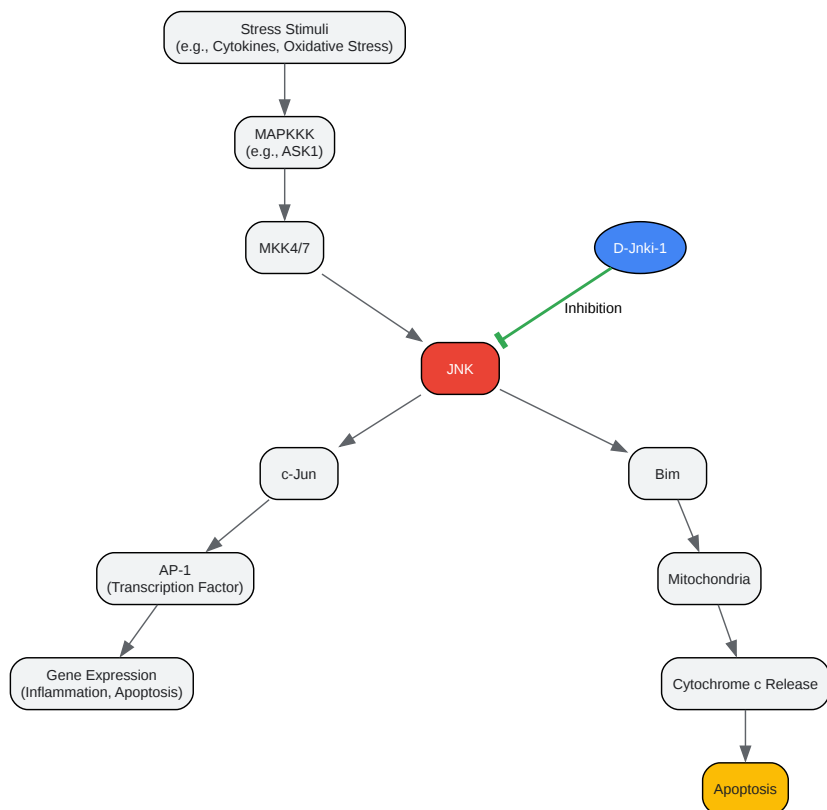 Stress Stimuli
(e.g., Cytokines, Oxidative Stress)
MAPKKK
(e.g., ASK1)
MKK4/7
D-Jnki-1
Inhibition
JNK
c-Jun
Bim
AP-1
(Transcription Factor)
Mitochondria
Gene Expression
(Inflammation, Apoptosis)
Cytochrome c Release
Apoptosis